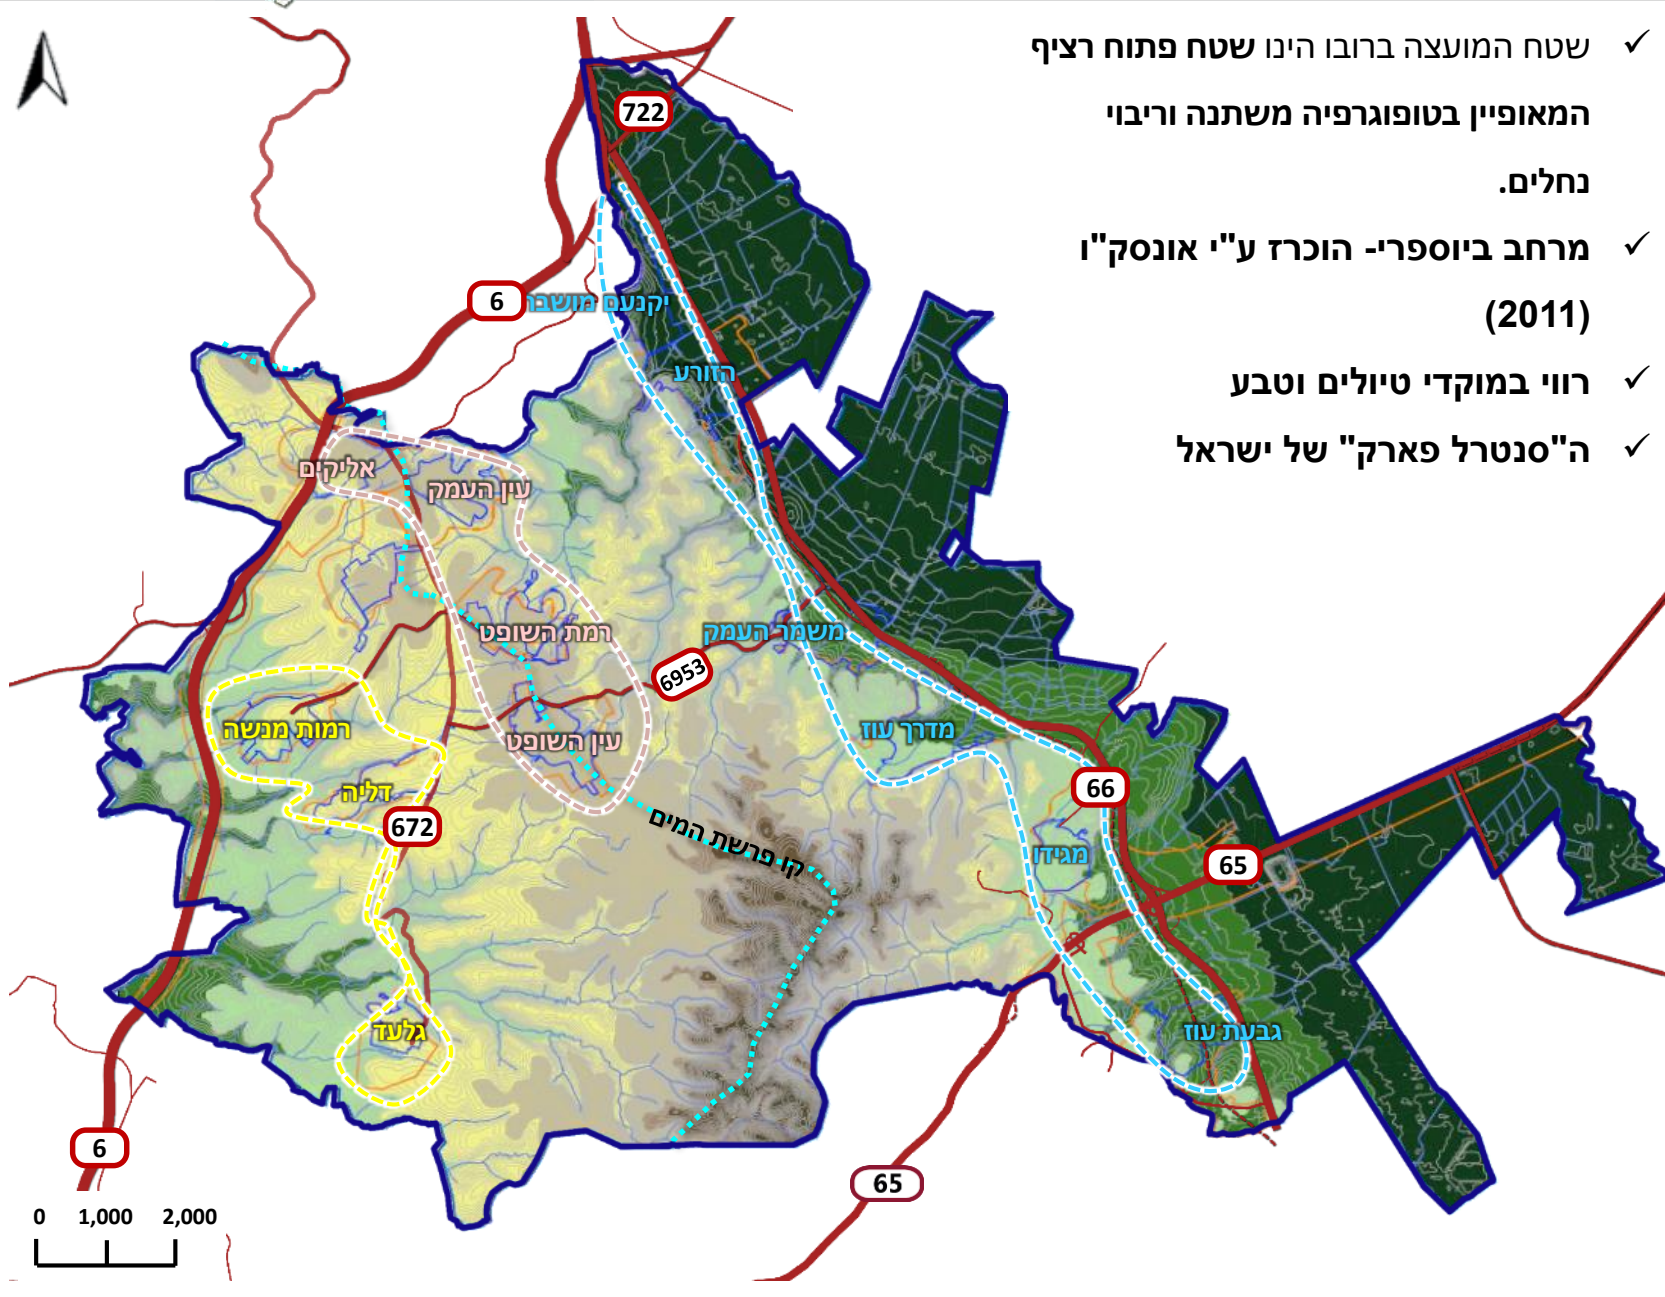 ✓ שטח המועצה ברובו הינו שטח פתוח רציף
המאופיין בטופוגרפיה משתנה וריבוי
נחלים.
✓ מרחב ביוספרי- הוכרז ע"י אונסק"ו
(2011)
✓ רווי במוקדי טיולים וטבע
✓ ה"סנטרל פארק" של ישראל
722
6
יקנעם מושבה
הזורע
אליקים
עין העמק
רמת השופט
משמר העמק
6953
רמות מנשה
עין השופט
מדרך עוז
דליה
672
קו פרשת המים
66
מגידו
65
גלעד
גבעת עוז
6
65
0 1,000 2,000